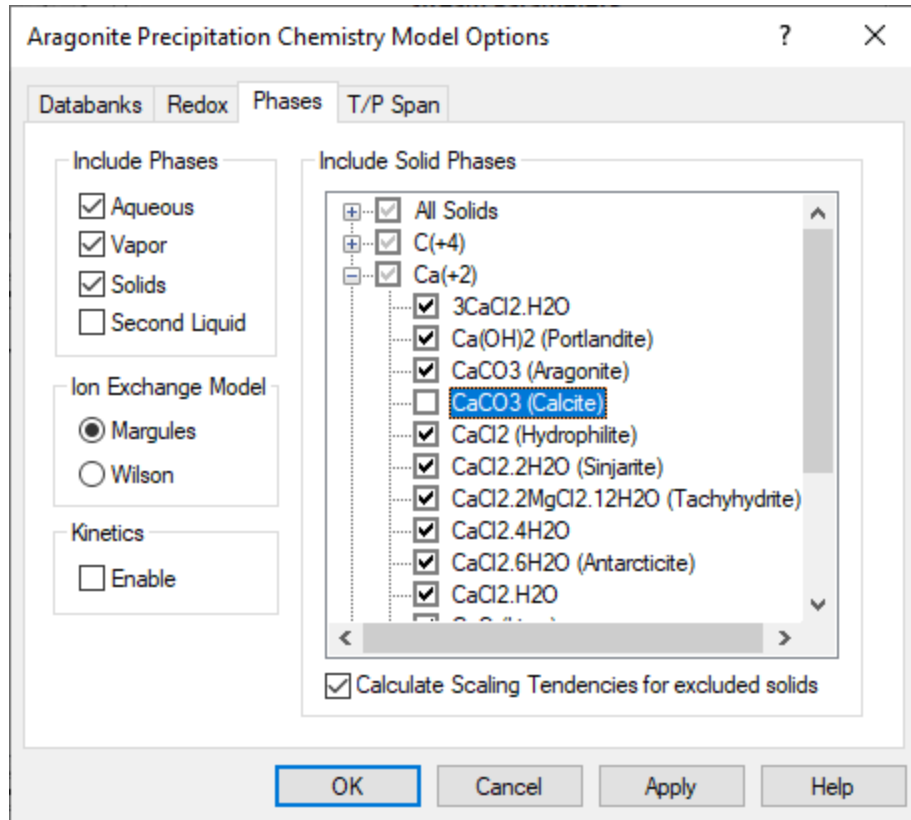 Aragonite Precipitation Chemistry Model Options ? ×
Databanks Redox Phases T/P Span
Include Phases
Aqueous
Vapor
Solids
Second Liquid
Ion Exchange Model
Margules
Wilson
Kinetics
Enable
Include Solid Phases
All Solids
C(+4)
Ca(+2)
3CaCl2.H2O
Ca(OH)2 (Portlandite)
CaCO3 (Aragonite)
CaCO3 (Calcite)
CaCl2 (Hydrophilite)
CaCl2.2H2O (Sinjarite)
CaCl2.2MgCl2.12H2O (Tachyhydrite)
CaCl2.4H2O
CaCl2.6H2O (Antarcticite)
CaCl2.H2O
Calculate Scaling Tendencies for excluded solids
OK Cancel Apply Help